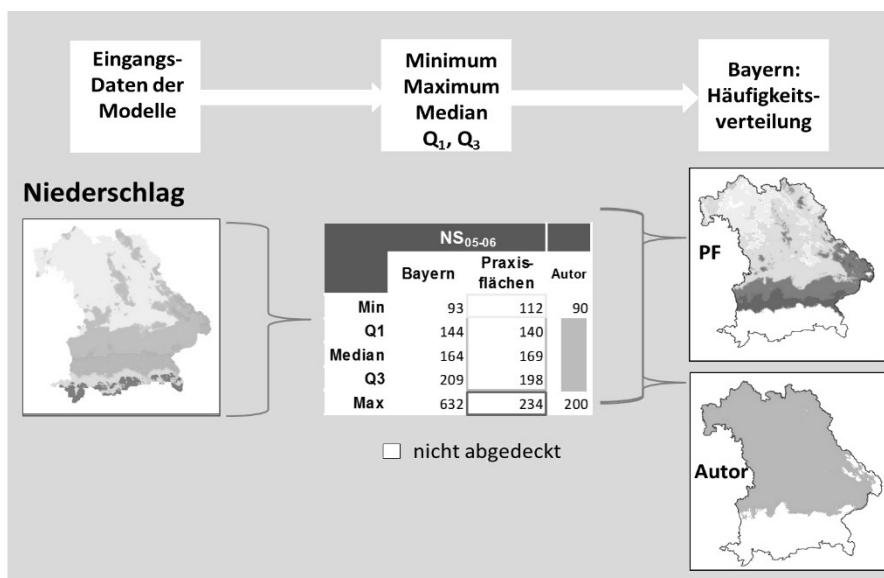 Eingangs-
Daten der
Modelle
Minimum
Maximum
Median
Q₁, Q₃
Bayern:
Häufigkeits-
verteilung
Niederschlag
NS₀₅₋₀₆
Bayern Praxis-flächen Autor
Min 93 112 90
Q1 144 140
Median 164 169
Q3 209 198
Max 632 234 200
nicht abgedeckt
PF
Autor